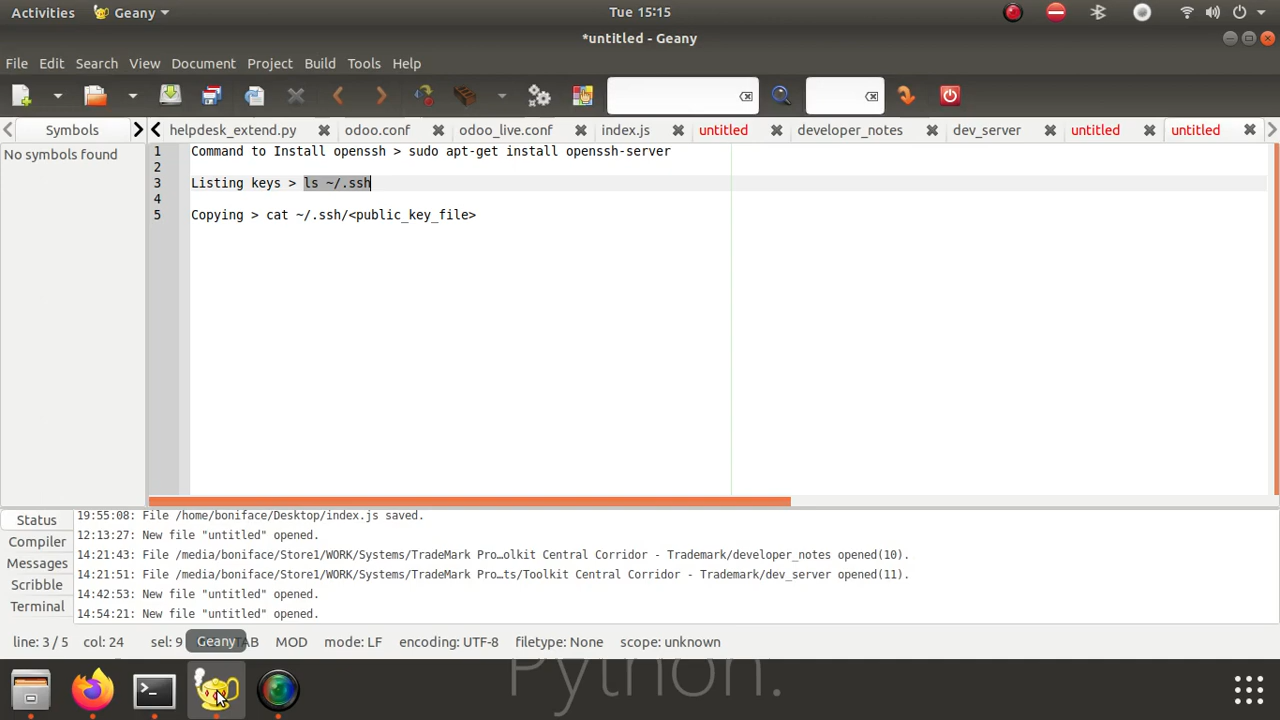 Activities Geany Tue 15:15
*untitled - Geany
File Edit Search View Document Project Build Tools Help
Symbols helpdesk_extend.py odoo.conf odoo_live.conf index.js untitled developer_notes dev_server untitled untitled
No symbols found
1 Command to Install openssh > sudo apt-get install openssh-server
2
3 Listing keys > ls ~/.ssh
4
5 Copying > cat ~/.ssh/<public_key_file>
Status 19:55:08: File /home/boniface/Desktop/index.js saved.
12:13:27: New file "untitled" opened.
Compiler
14:21:43: File /media/boniface/Store1/WORK/Systems/TradeMark Pro…olkit Central Corridor - Trademark/developer_notes opened(10).
Messages
14:21:51: File /media/boniface/Store1/WORK/Systems/TradeMark Pro…ts/Toolkit Central Corridor - Trademark/dev_server opened(11).
Scribble
14:42:53: New file "untitled" opened.
Terminal
14:54:21: New file "untitled" opened.
line: 3 / 5 col: 24 sel: 9 Geany TAB MOD mode: LF encoding: UTF-8 filetype: None scope: unknown
Python.